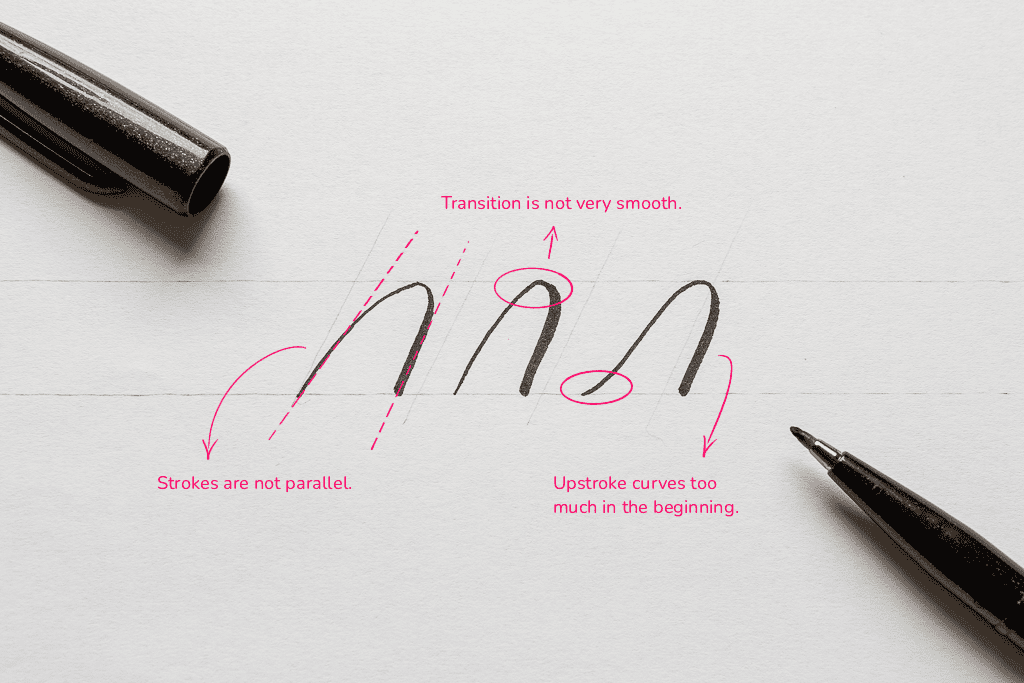 Transition is not very smooth.
Strokes are not parallel.
Upstroke curves too
much in the beginning.